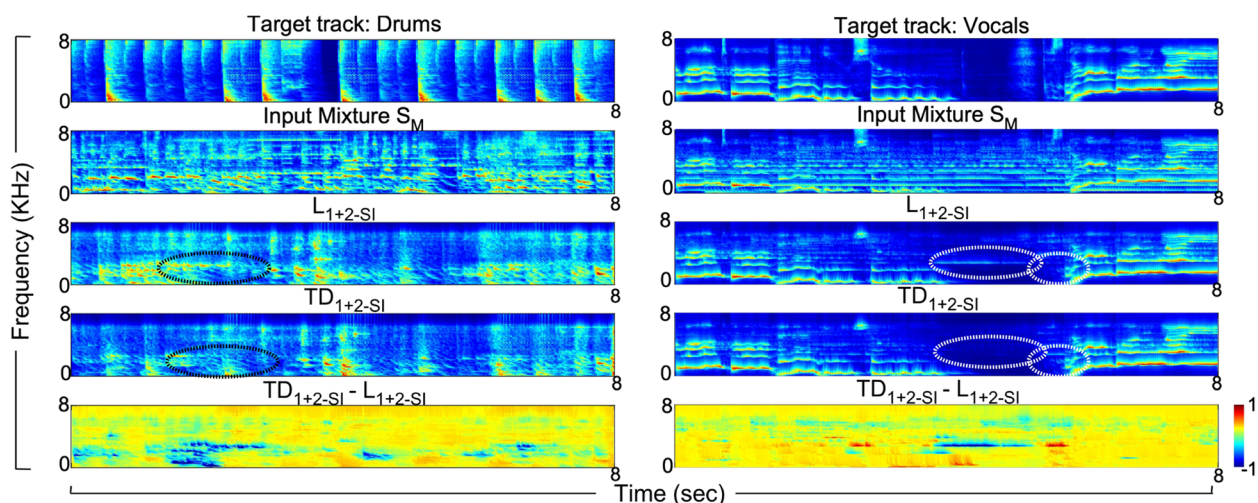 Target track: Drums
8
0
8
Input Mixture S_M
8
0
8
L_1+2-SI
8
0
8
TD_1+2-SI
8
0
8
TD_1+2-SI - L_1+2-SI
8
0
8
Target track: Vocals
8
0
8
Input Mixture S_M
8
0
8
L_1+2-SI
8
0
8
TD_1+2-SI
8
0
8
TD_1+2-SI - L_1+2-SI
8
0
8
1
-1
Frequency (KHz)
Time (sec)